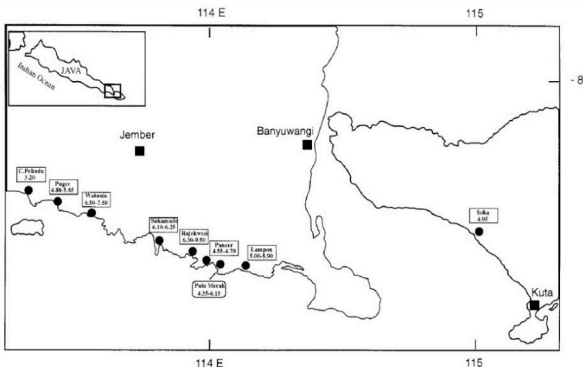 114 E
115
- 8
JAVA
Indian Ocean
Jember
Banyuwangi
C.Pelindu
3.20
Puger
4.88-5.85
Watuulo
6.50-7.50
Sukamade
6.10-6.25
Rajekwesi
6.30-9.50
Pancer
4.55-4.70
Lampon
5.00-8.90
Pulo Merah
4.35-6.15
Soka
4.95
Kuta
114 E
115